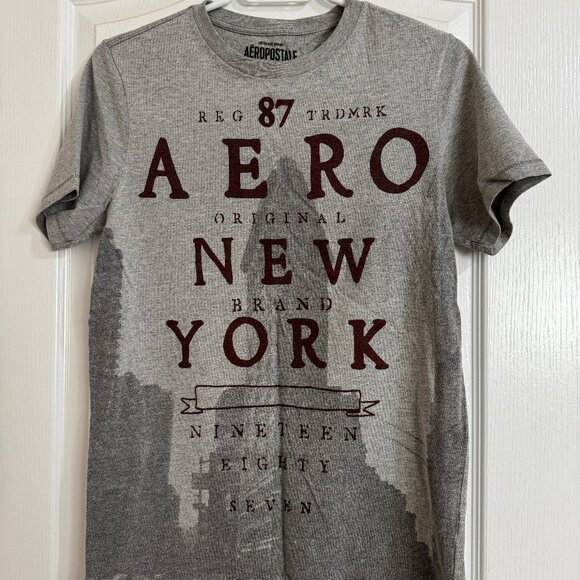 AEROPOSTALE
REG 87 TRDMRK
AERO
ORIGINAL
NEW
BRAND
YORK
NINETEEN
EIGHTY
SEVEN